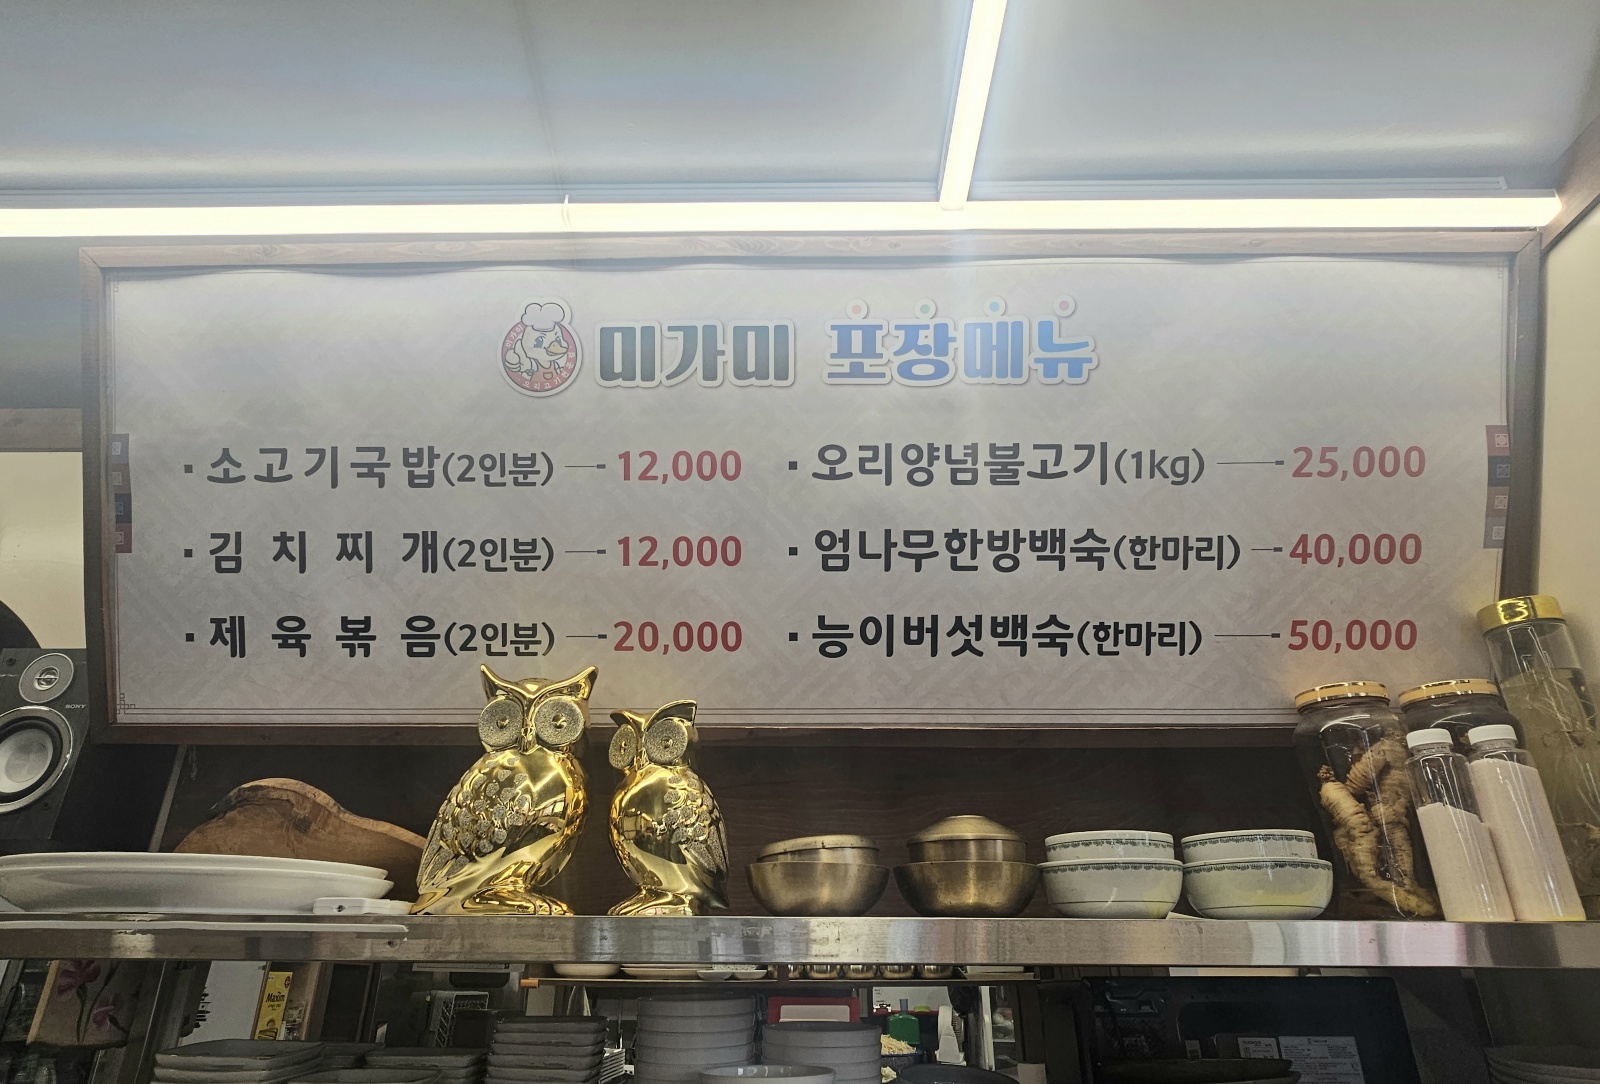 미가미 포장메뉴
· 소고기국밥(2인분) — 12,000
· 김치찌개(2인분) — 12,000
· 제육볶음(2인분) — 20,000
· 오리양념불고기(1kg) — 25,000
· 엄나무한방백숙(한마리) — 40,000
· 능이버섯백숙(한마리) — 50,000
SONY
Maxim